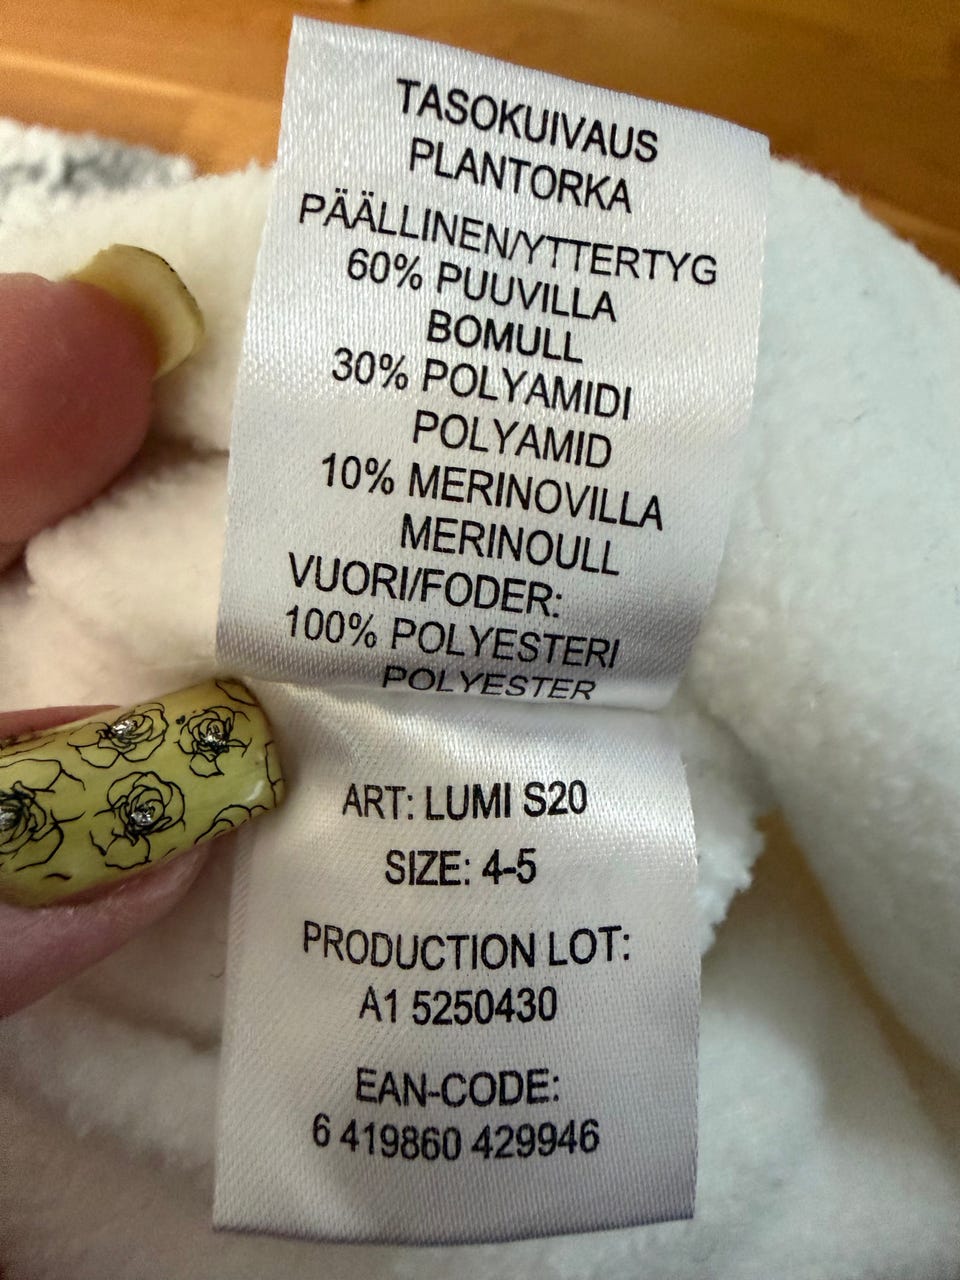 TASOKUIVAUS
PLANTORKA
PÄÄLLINEN/YTTERTYG
60% PUUVILLA
BOMULL
30% POLYAMIDI
POLYAMID
10% MERINOVILLA
MERINOULL
VUORI/FODER:
100% POLYESTERI
POLYESTER
ART: LUMI S20
SIZE: 4-5
PRODUCTION LOT:
A1 5250430
EAN-CODE:
6 419860 429946